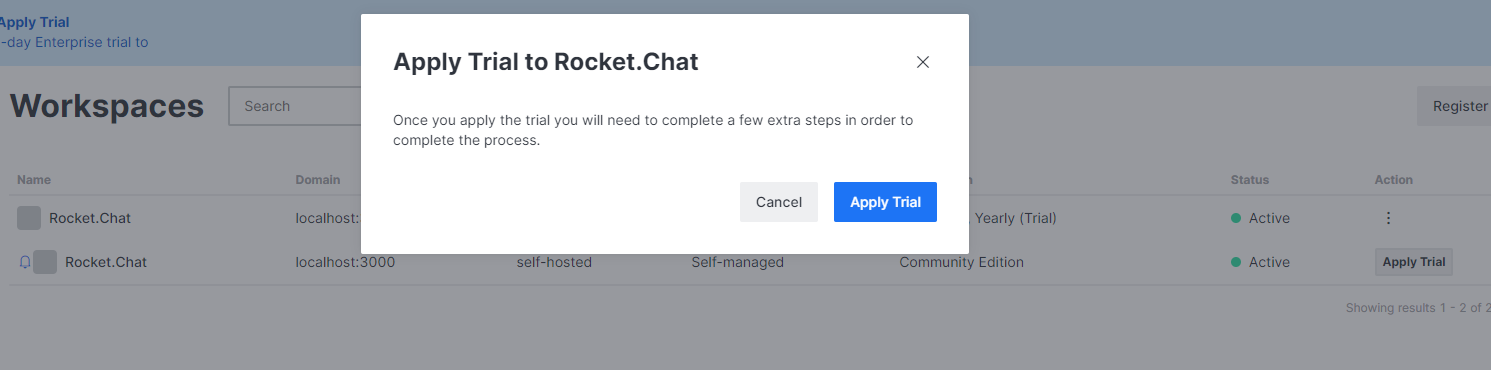 Apply Trial
-day Enterprise trial to
Apply Trial to Rocket.Chat
Once you apply the trial you will need to complete a few extra steps in order to
complete the process.
Cancel
Apply Trial
Workspaces
Search
Register
Name
Domain
Status
Action
Rocket.Chat
localhost:
Yearly (Trial)
Active
Rocket.Chat
localhost:3000
self-hosted
Self-managed
Community Edition
Active
Apply Trial
Showing results 1 - 2 of 2